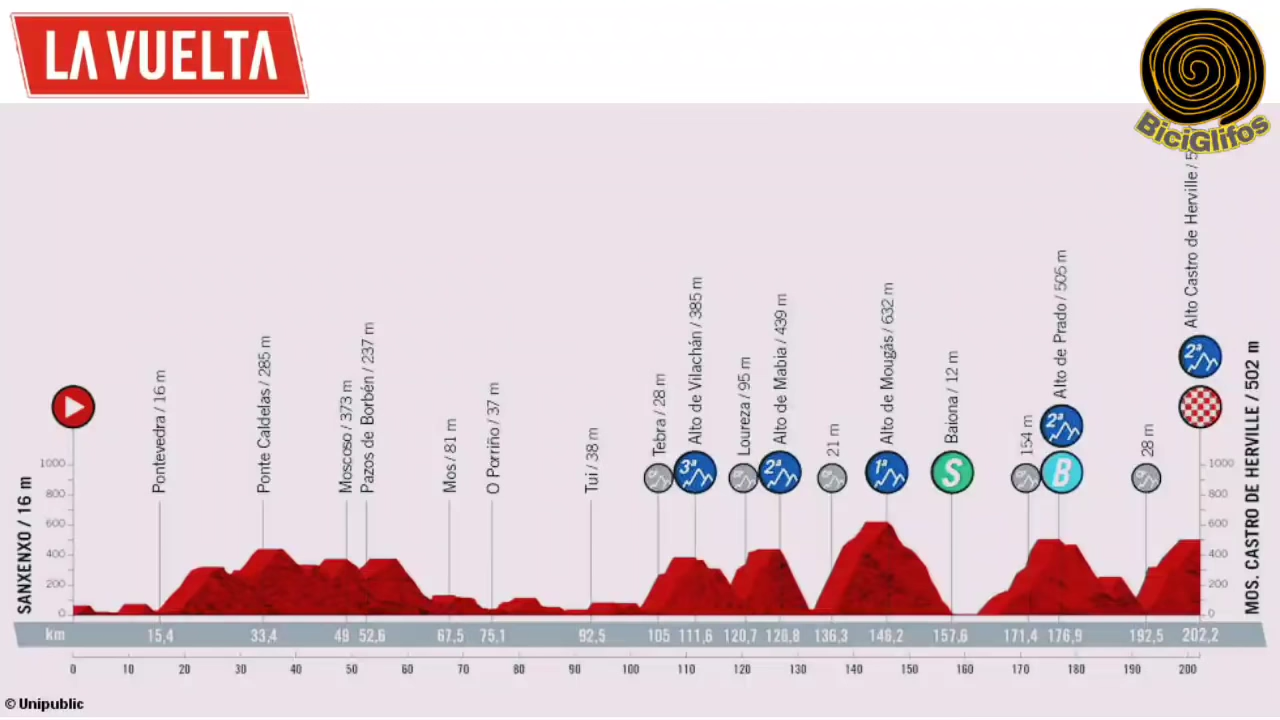 LA VUELTA
BiciGlifos
SANXENXO / 16 m
Pontevedra / 16 m
Ponte Caldelas / 285 m
Moscoso / 373 m
Pazos de Borbén / 237 m
Mos / 81 m
O Porriño / 37 m
Tui / 38 m
Tebra / 28 m
Alto de Vilachán / 385 m
3ª
Loureza / 95 m
Alto de Mabia / 439 m
2ª
21 m
Alto de Mougás / 632 m
1ª
Baiona / 12 m
S
154 m
Alto de Prado / 505 m
2ª
B
28 m
Alto Castro de Herville / 5
2ª
MOS. CASTRO DE HERVILLE / 502 m
1000
800
600
400
200
0
1000
800
600
400
200
0
km 15,4 33,4 49 52,6 67,5 75,1 92,5 105 111,6 120,7 128,8 136,3 148,2 157,6 171,4 176,9 192,5 202,2
0 10 20 30 40 50 60 70 80 90 100 110 120 130 140 150 160 170 180 190 200
© Unipublic